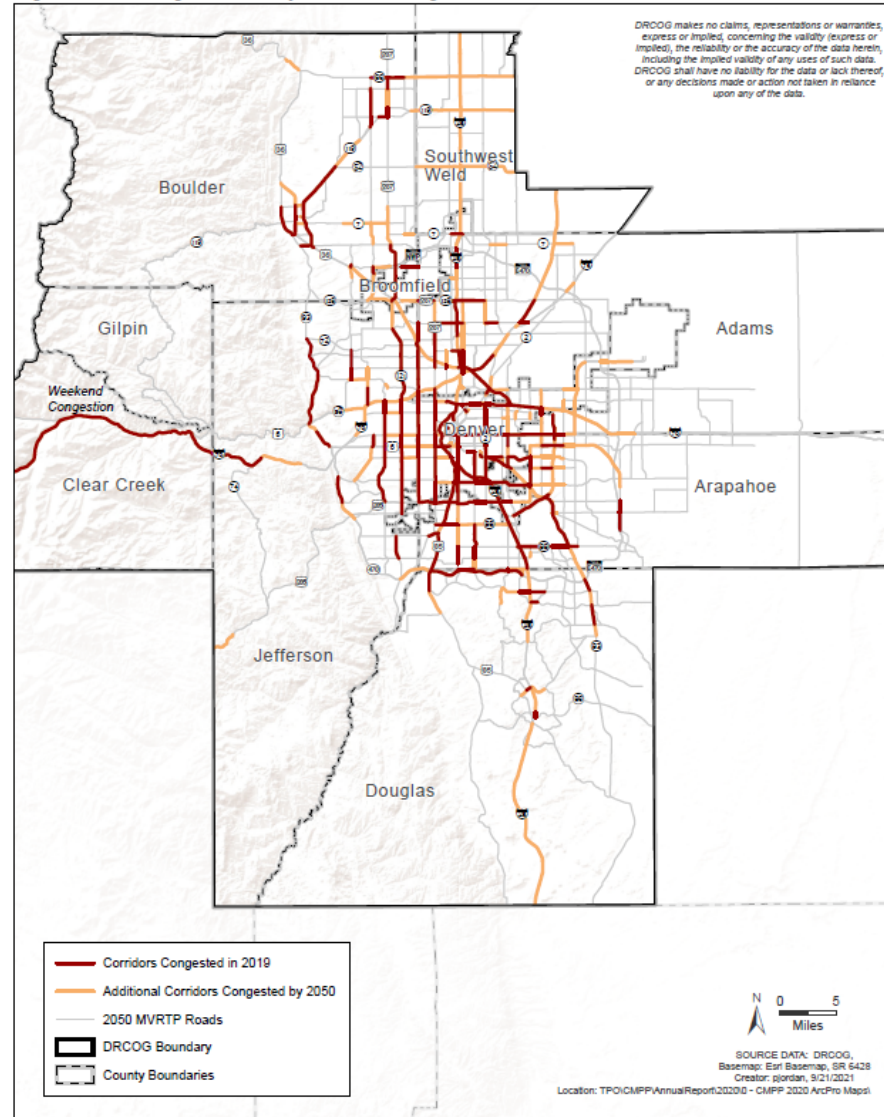 DRCOG makes no claims, representations or warranties,
express or implied, concerning the validity (express or
implied), the reliability or the accuracy of the data herein,
including the implied validity of any uses of such data.
DRCOG shall have no liability for the data or lack thereof,
or any decisions made or action not taken in reliance
upon any of the data.
Boulder
Southwest
Weld
Broomfield
Gilpin
Adams
Weekend
Congestion
Denver
Clear Creek
Arapahoe
Jefferson
Douglas
Corridors Congested in 2019
Additional Corridors Congested by 2050
2050 MVRTP Roads
DRCOG Boundary
County Boundaries
N
0 5
Miles
SOURCE DATA: DRCOG,
Basemap: Esri Basemap, SR 6428
Creator: pjordan, 9/21/2021
Location: TPO\CMPP\AnnualReport\2020\0 - CMPP 2020 ArcPro Maps\